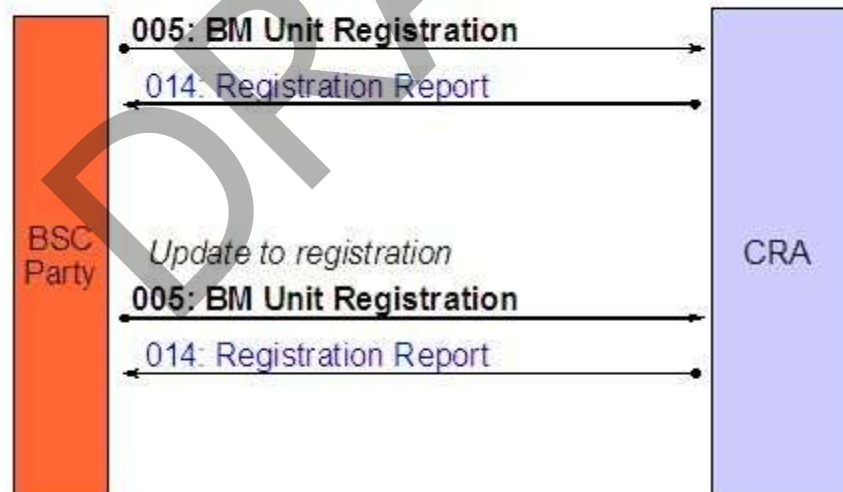 005: BM Unit Registration
014: Registration Report
BSC
Party
Update to registration
CRA
005: BM Unit Registration
014: Registration Report